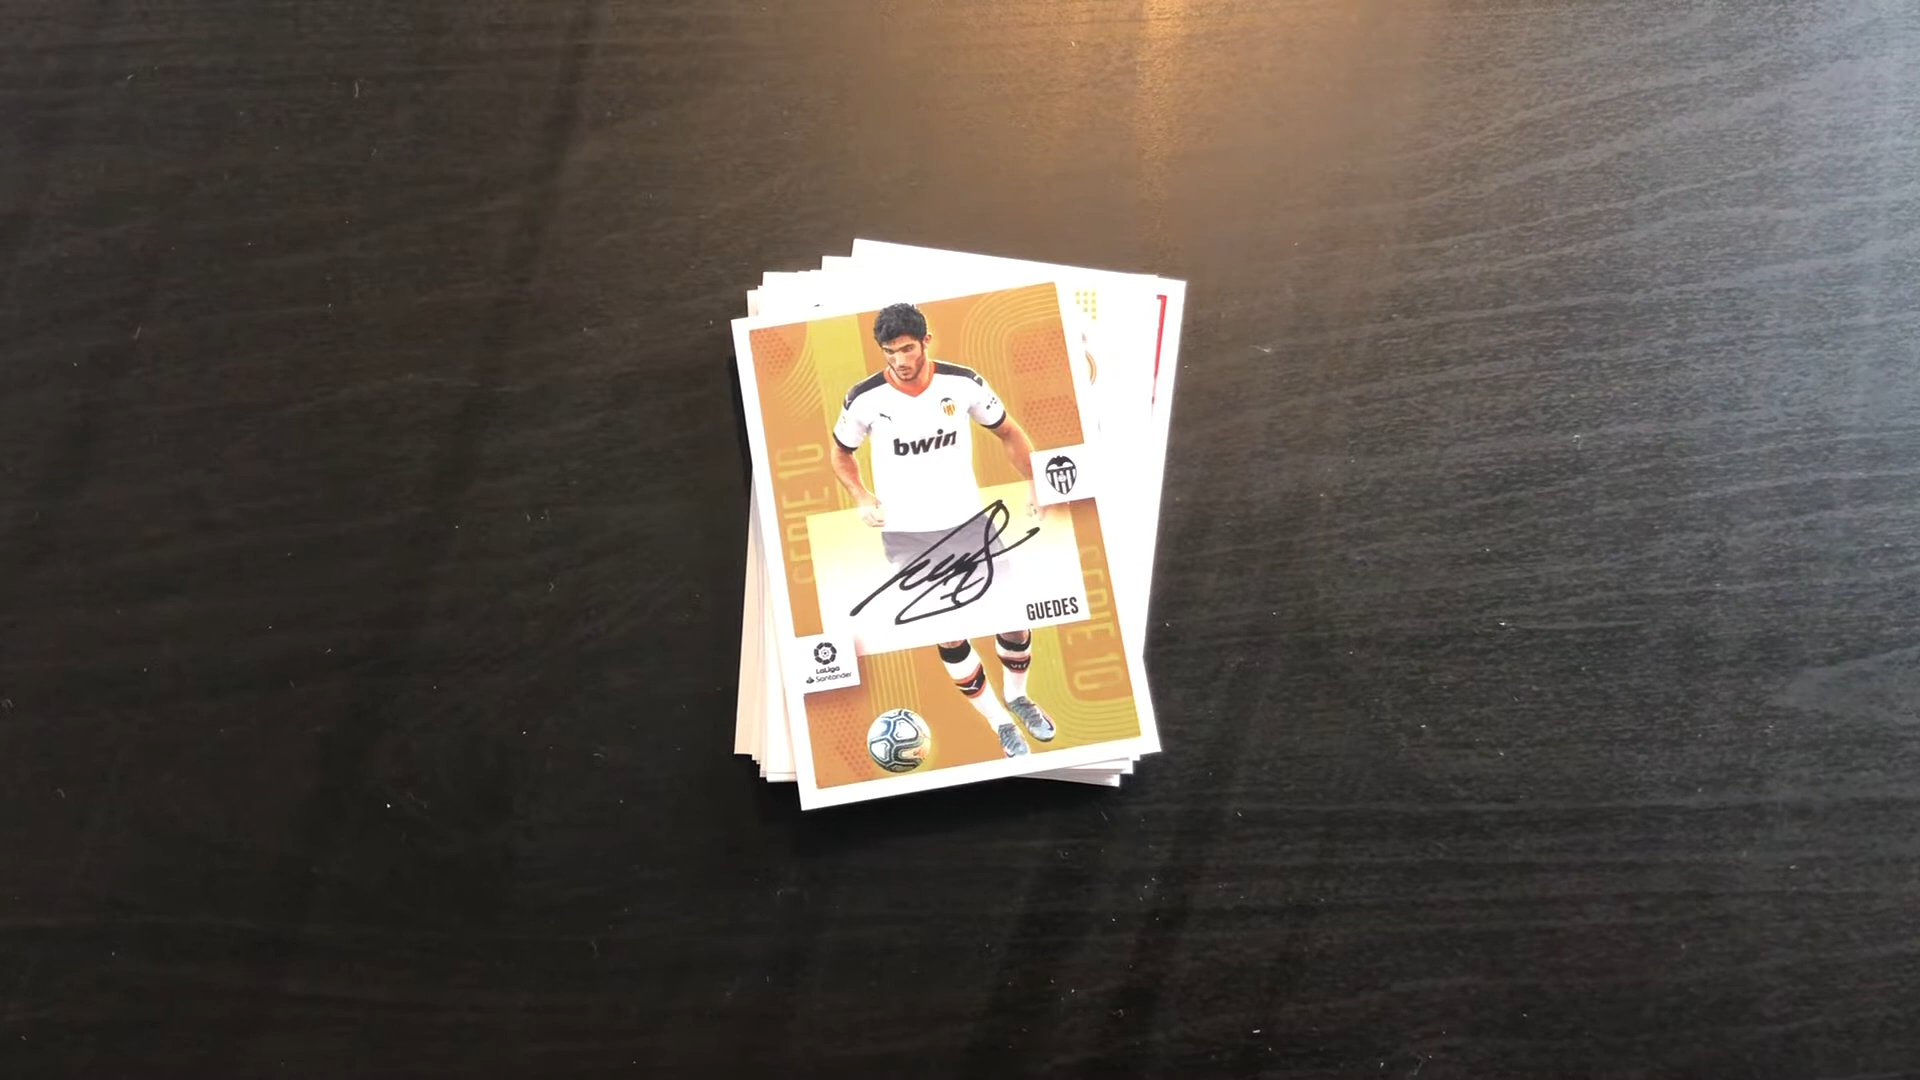 SERIE 10
bwin
GUEDES
SERIE 10
LaLiga
Santander